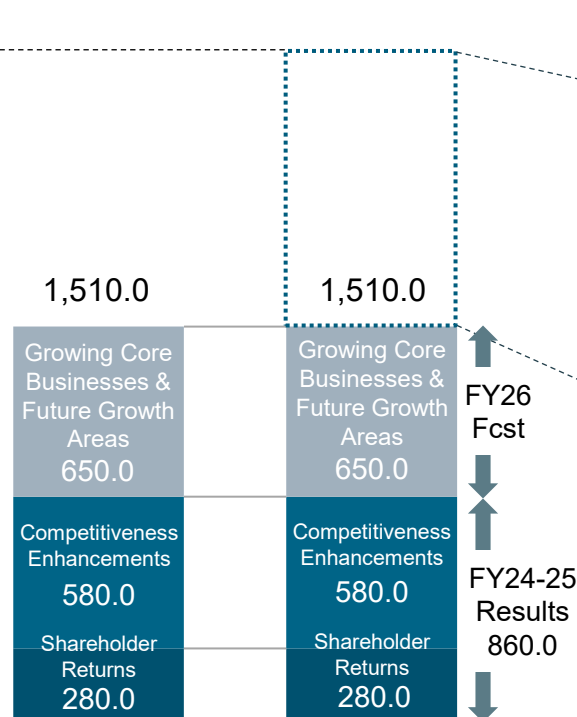 1,510.0
Growing Core
Businesses &
Future Growth
Areas
650.0
Competitiveness
Enhancements
580.0
Shareholder
Returns
280.0
1,510.0
Growing Core
Businesses &
Future Growth
Areas
650.0
Competitiveness
Enhancements
580.0
Shareholder
Returns
280.0
FY26
Fcst
FY24-25
Results
860.0